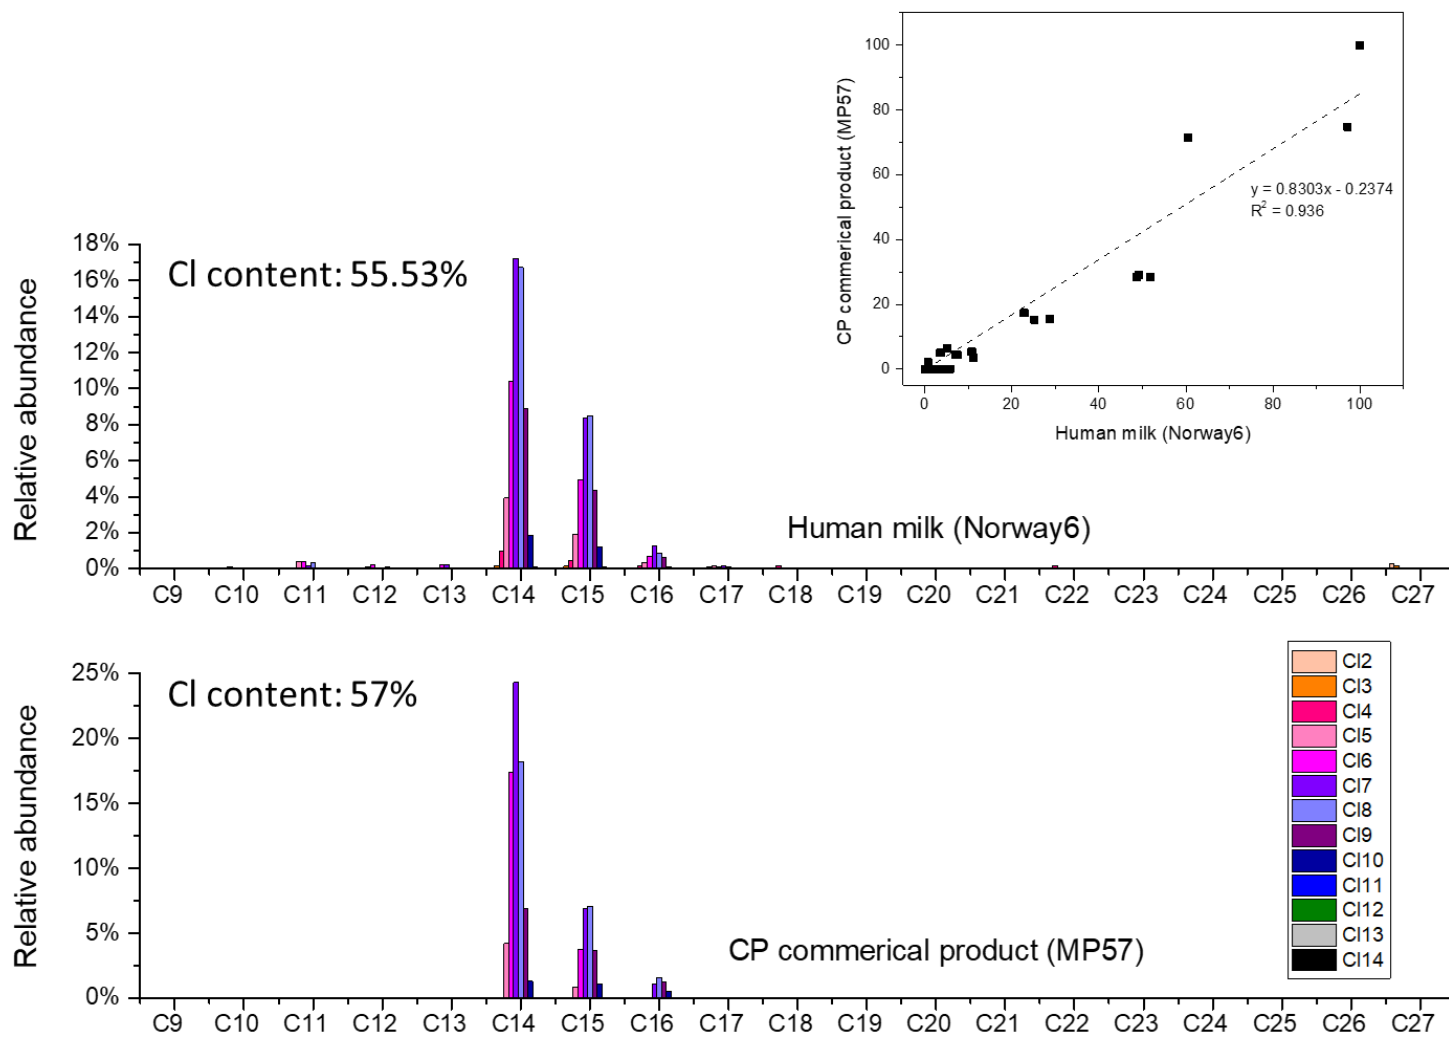 100
80
60
40
20
0
CP commerical product (MP57)
y = 0.8303x - 0.2374
R² = 0.936
0 20 40 60 80 100
Human milk (Norway6)
18%
16%
14%
12%
10%
8%
6%
4%
2%
0%
Relative abundance
Cl content: 55.53%
Human milk (Norway6)
C9 C10 C11 C12 C13 C14 C15 C16 C17 C18 C19 C20 C21 C22 C23 C24 C25 C26 C27
25%
20%
15%
10%
5%
0%
Relative abundance
Cl content: 57%
CP commerical product (MP57)
Cl2
Cl3
Cl4
Cl5
Cl6
Cl7
Cl8
Cl9
Cl10
Cl11
Cl12
Cl13
Cl14
C9 C10 C11 C12 C13 C14 C15 C16 C17 C18 C19 C20 C21 C22 C23 C24 C25 C26 C27